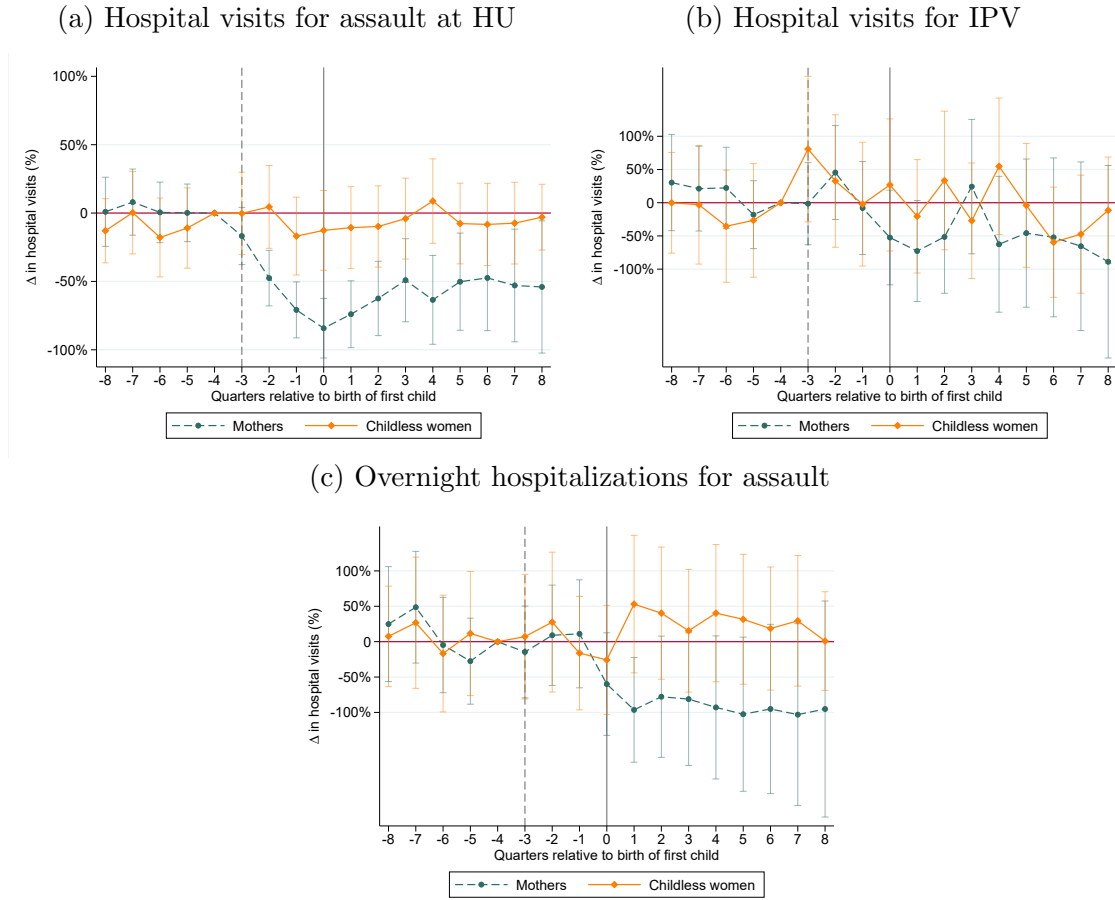 (a) Hospital visits for assault at HU
Δ in hospital visits (%)
100%
50%
0
-50%
-100%
-8 -7 -6 -5 -4 -3 -2 -1 0 1 2 3 4 5 6 7 8
Quarters relative to birth of first child
Mothers Childless women
(b) Hospital visits for IPV
Δ in hospital visits (%)
100%
50%
0
-50%
-100%
-8 -7 -6 -5 -4 -3 -2 -1 0 1 2 3 4 5 6 7 8
Quarters relative to birth of first child
Mothers Childless women
(c) Overnight hospitalizations for assault
Δ in hospital visits (%)
100%
50%
0
-50%
-100%
-8 -7 -6 -5 -4 -3 -2 -1 0 1 2 3 4 5 6 7 8
Quarters relative to birth of first child
Mothers Childless women